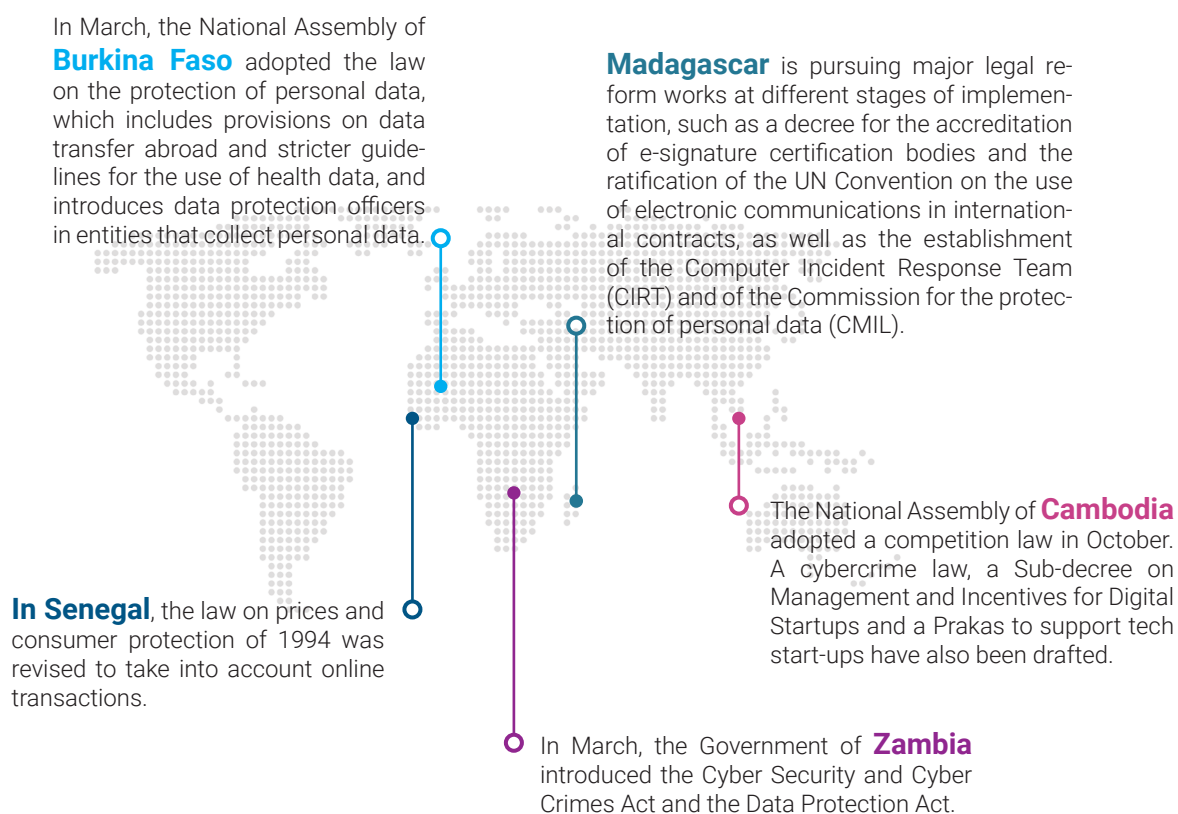 In March, the National Assembly of
Burkina Faso adopted the law
on the protection of personal data,
which includes provisions on data
transfer abroad and stricter guide-
lines for the use of health data, and
introduces data protection officers
in entities that collect personal data.
Madagascar is pursuing major legal re-
form works at different stages of implemen-
tation, such as a decree for the accreditation
of e-signature certification bodies and the
ratification of the UN Convention on the use
of electronic communications in internation-
al contracts, as well as the establishment
of the Computer Incident Response Team
(CIRT) and of the Commission for the protec-
tion of personal data (CMIL).
The National Assembly of Cambodia
adopted a competition law in October.
A cybercrime law, a Sub-decree on
Management and Incentives for Digital
Startups and a Prakas to support tech
start-ups have also been drafted.
In Senegal, the law on prices and
consumer protection of 1994 was
revised to take into account online
transactions.
In March, the Government of Zambia
introduced the Cyber Security and Cyber
Crimes Act and the Data Protection Act.